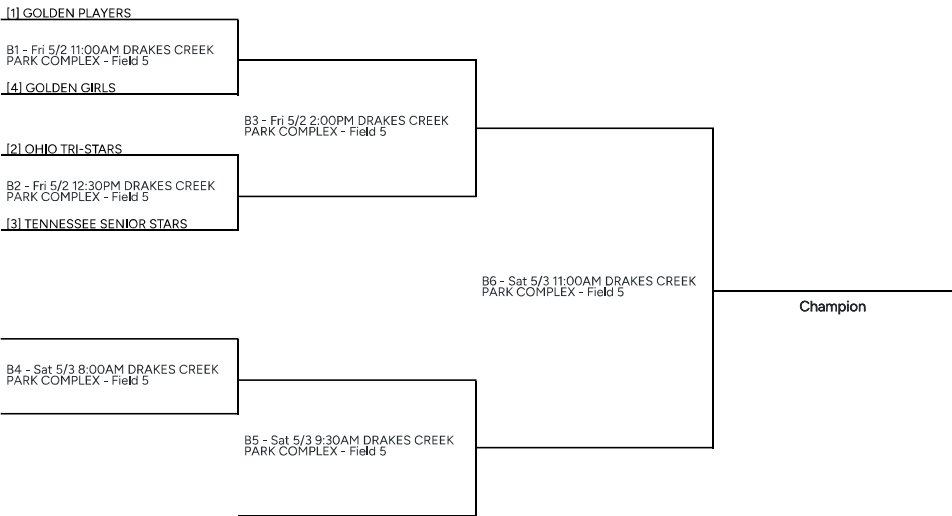 [1] GOLDEN PLAYERS
B1 - Fri 5/2 11:00AM DRAKES CREEK
PARK COMPLEX - Field 5
[4] GOLDEN GIRLS
B3 - Fri 5/2 2:00PM DRAKES CREEK
PARK COMPLEX - Field 5
[2] OHIO TRI-STARS
B2 - Fri 5/2 12:30PM DRAKES CREEK
PARK COMPLEX - Field 5
[3] TENNESSEE SENIOR STARS
B6 - Sat 5/3 11:00AM DRAKES CREEK
PARK COMPLEX - Field 5
Champion
B4 - Sat 5/3 8:00AM DRAKES CREEK
PARK COMPLEX - Field 5
B5 - Sat 5/3 9:30AM DRAKES CREEK
PARK COMPLEX - Field 5